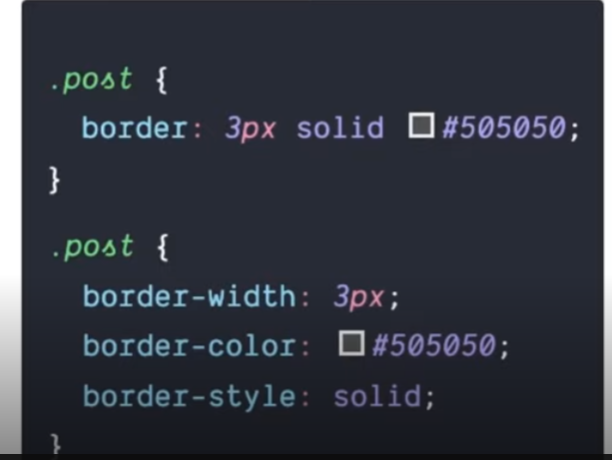 .post {
border: 3px solid #505050;
}
.post {
border-width: 3px;
border-color: #505050;
border-style: solid;
}